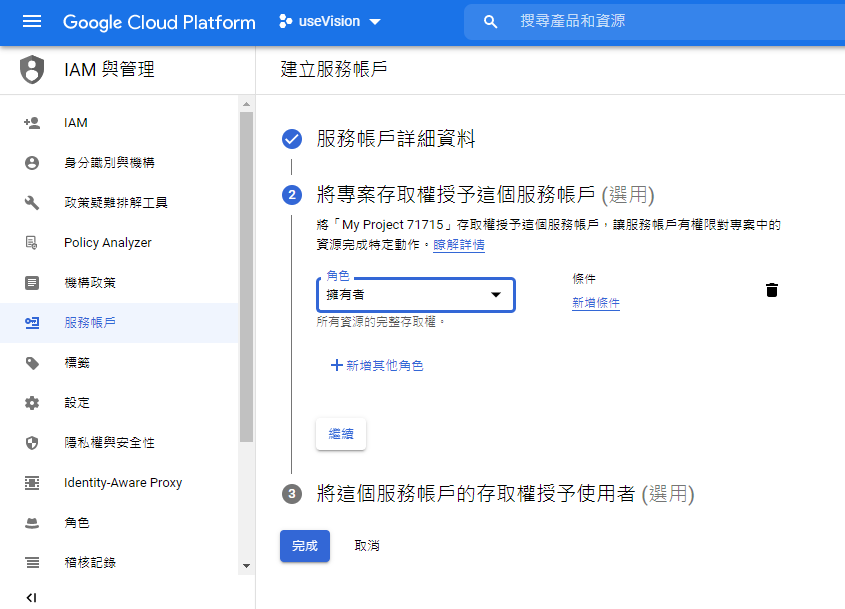 Google Cloud Platform
useVision
搜尋產品和資源
IAM 與管理
建立服務帳戶
IAM
身分識別與機構
政策疑難排解工具
Policy Analyzer
機構政策
服務帳戶
標籤
設定
隱私權與安全性
Identity-Aware Proxy
角色
稽核記錄
服務帳戶詳細資料
2
將專案存取權授予這個服務帳戶 (選用)
將「My Project 71715」存取權授予這個服務帳戶，讓服務帳戶有權限對專案中的
資源完成特定動作。瞭解詳情
角色
擁有者
所有資源的完整存取權。
條件
新增條件
新增其他角色
繼續
3
將這個服務帳戶的存取權授予使用者 (選用)
完成
取消